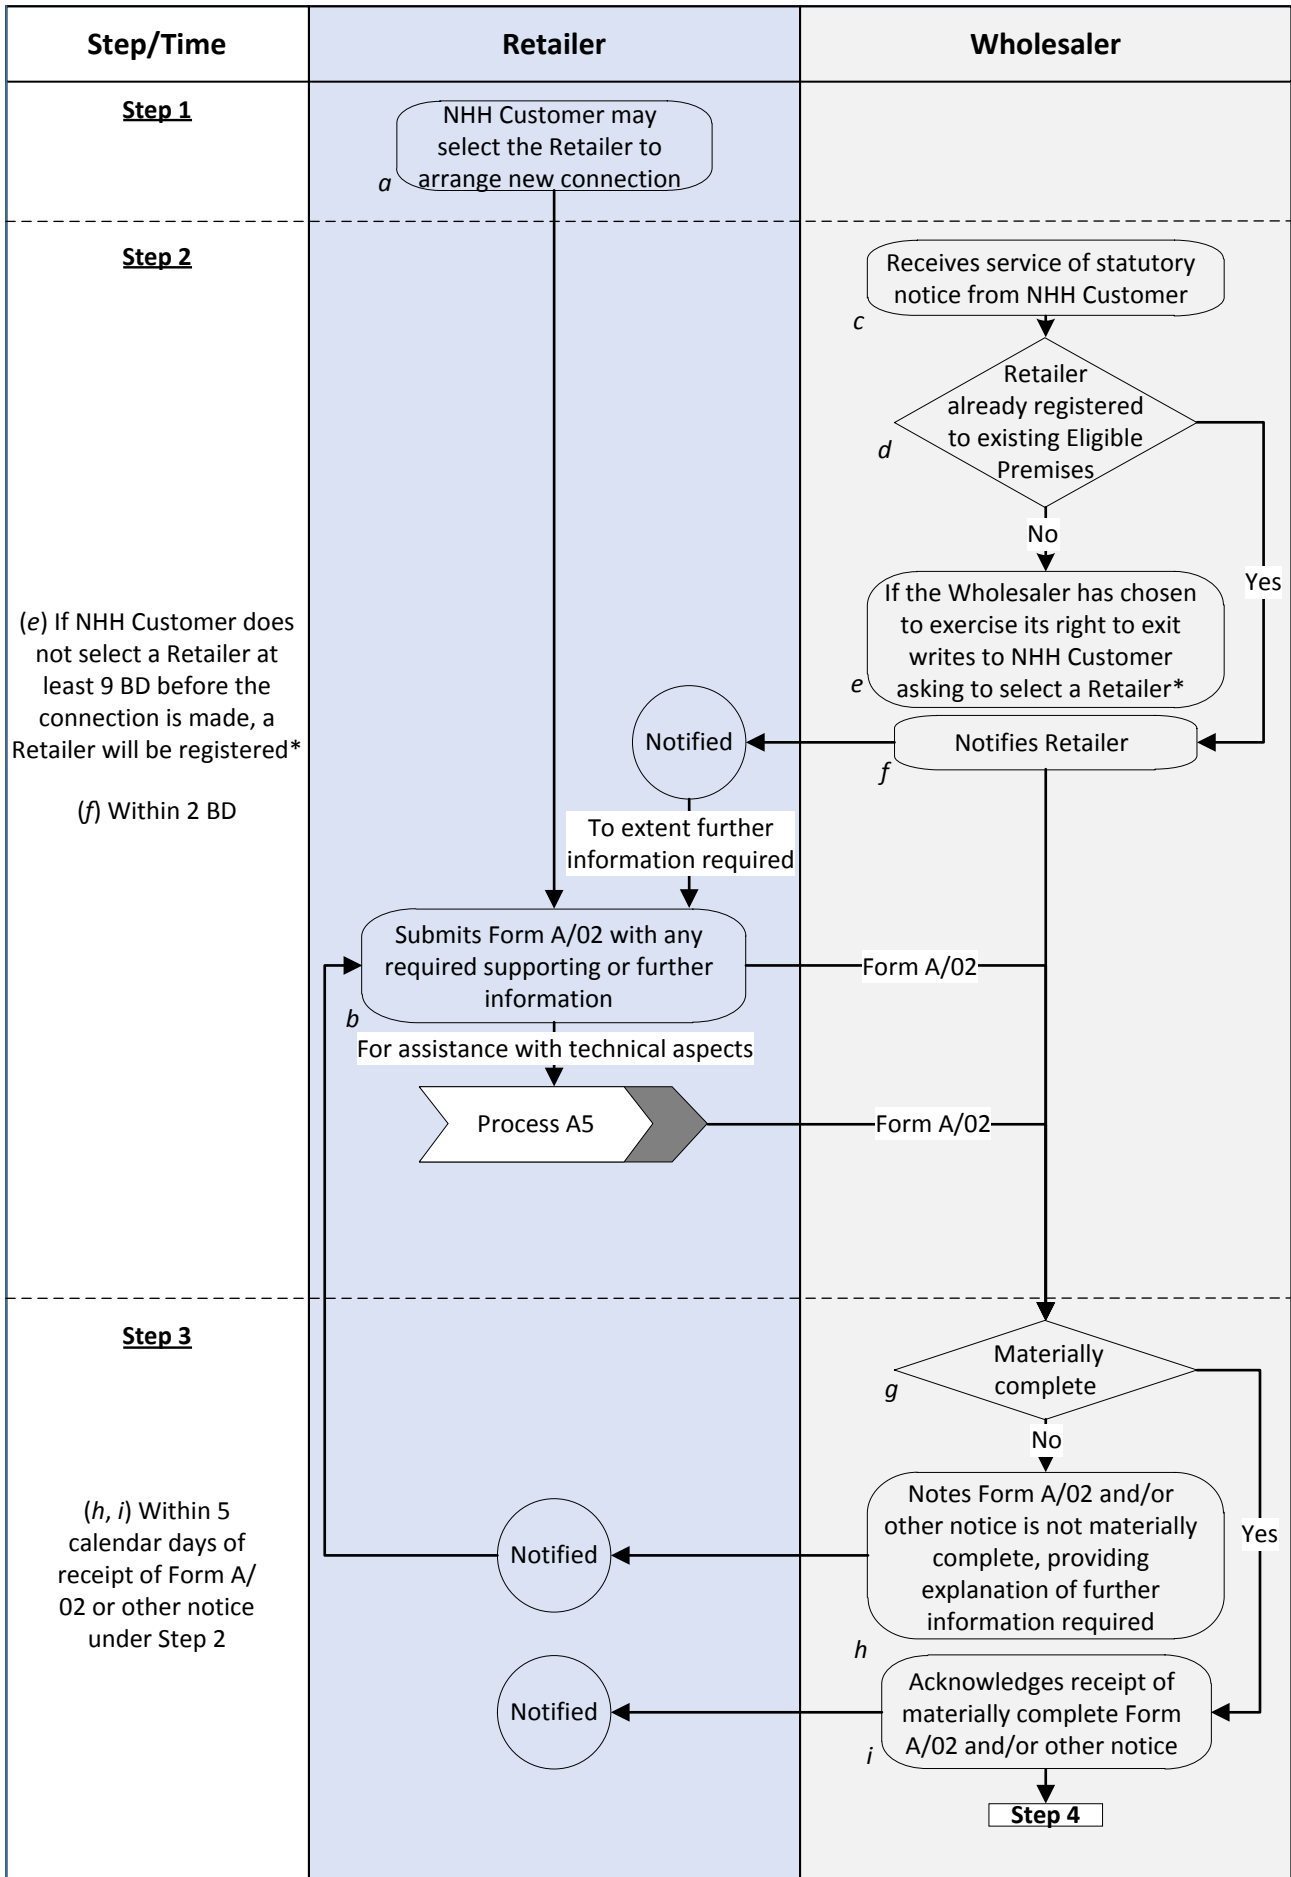 Step/Time
Retailer
Wholesaler
Step 1
NHH Customer may
select the Retailer to
arrange new connection
a
Step 2
Receives service of statutory
notice from NHH Customer
c
Retailer
already registered
to existing Eligible
Premises
d
No
Yes
(e) If NHH Customer does
not select a Retailer at
least 9 BD before the
connection is made, a
Retailer will be registered*
(f) Within 2 BD
If the Wholesaler has chosen
to exercise its right to exit
writes to NHH Customer
asking to select a Retailer*
e
Notified
Notifies Retailer
f
To extent further
information required
Submits Form A/02 with any
required supporting or further
information
b
Form A/02
For assistance with technical aspects
Process A5
Form A/02
Step 3
Materially
complete
g
No
Yes
(h, i) Within 5
calendar days of
receipt of Form A/
02 or other notice
under Step 2
Notified
Notes Form A/02 and/or
other notice is not materially
complete, providing
explanation of further
information required
h
Notified
Acknowledges receipt of
materially complete Form
A/02 and/or other notice
i
Step 4